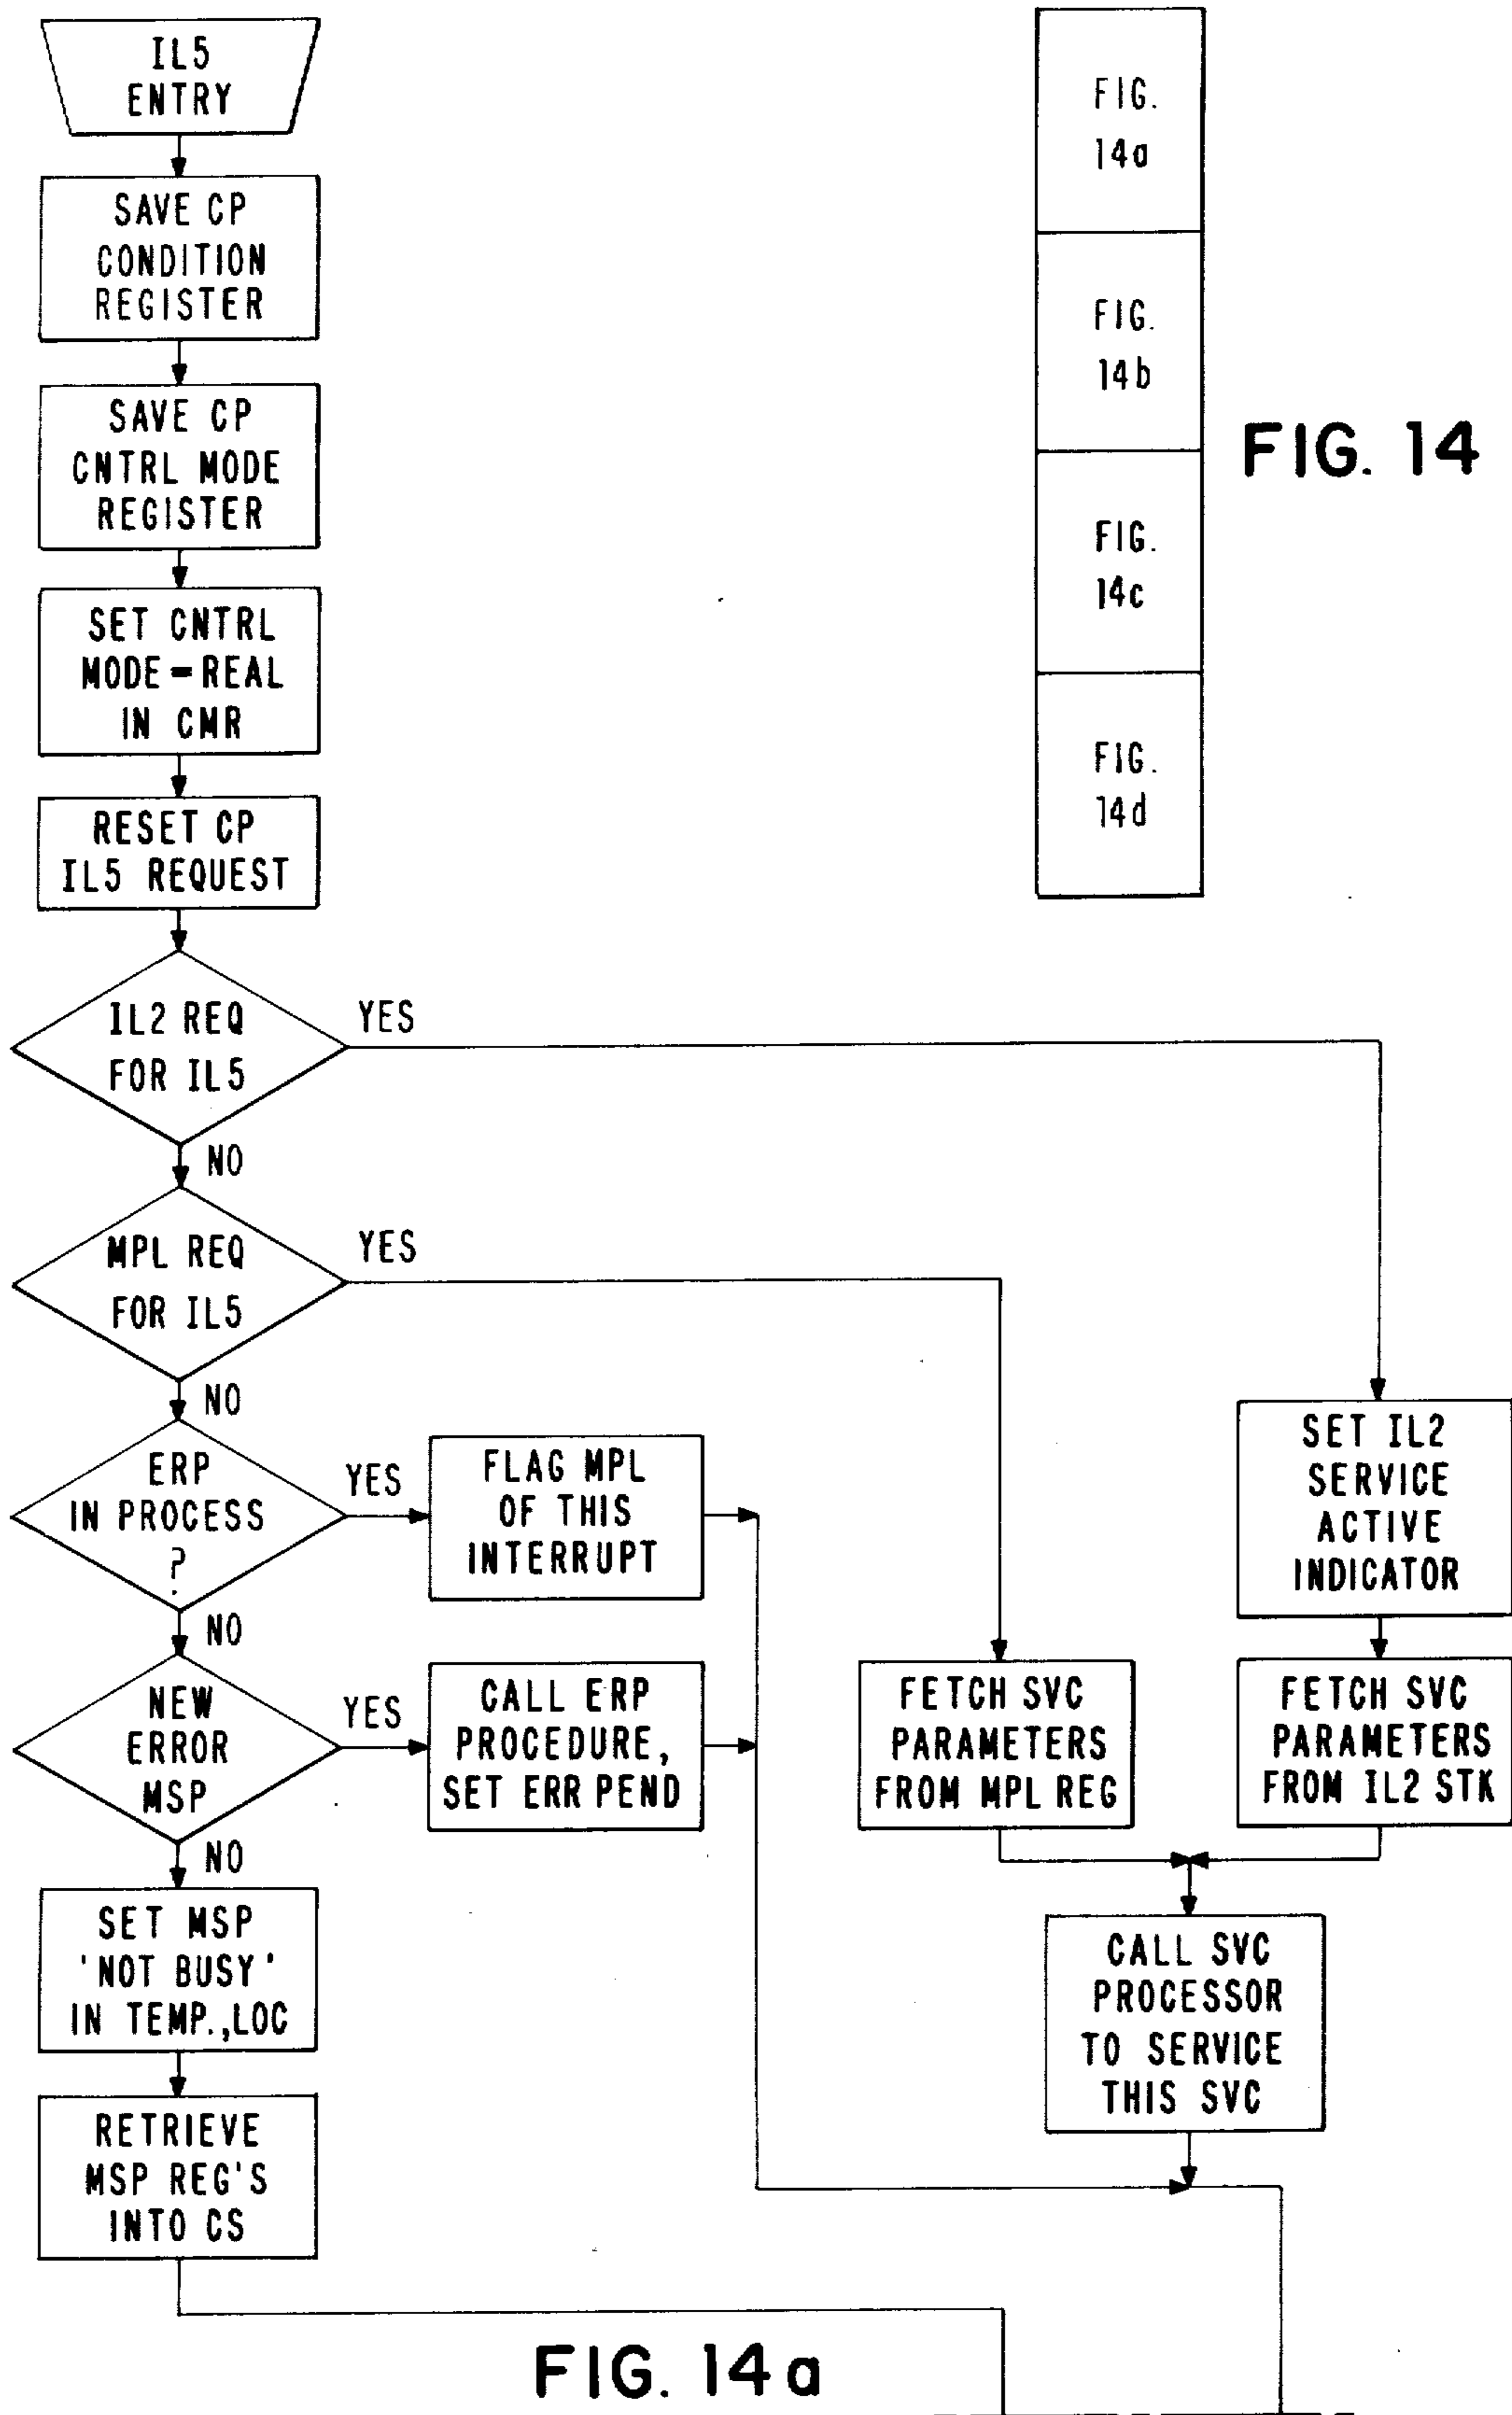 IL5
ENTRY
SAVE CP
CONDITION
REGISTER
SAVE CP
CNTRL MODE
REGISTER
SET CNTRL
MODE=REAL
IN CMR
RESET CP
IL5 REQUEST
IL2 REQ
FOR IL5
YES
NO
MPL REQ
FOR IL5
YES
NO
ERP
IN PROCESS
?
YES
NO
FLAG MPL
OF THIS
INTERRUPT
NEW
ERROR
MSP
YES
NO
CALL ERP
PROCEDURE,
SET ERR PEND
SET MSP
'NOT BUSY'
IN TEMP.,LOC
RETRIEVE
MSP REG'S
INTO CS
FETCH SVC
PARAMETERS
FROM MPL REG
SET IL2
SERVICE
ACTIVE
INDICATOR
FETCH SVC
PARAMETERS
FROM IL2 STK
CALL SVC
PROCESSOR
TO SERVICE
THIS SVC
FIG.
14a
FIG.
14b
FIG.
14c
FIG.
14d
FIG. 14
FIG. 14a